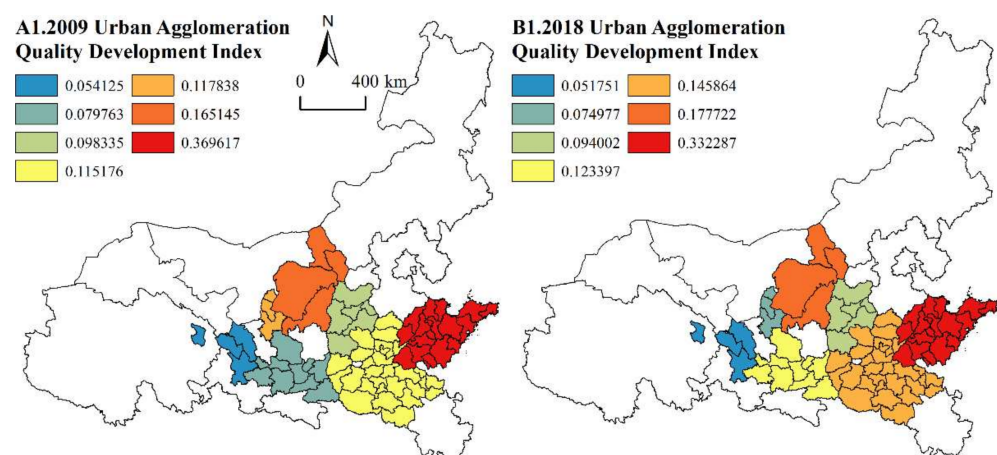 A1.2009 Urban Agglomeration
Quality Development Index
0.054125
0.117838
0.079763
0.165145
0.098335
0.369617
0.115176
N
0 400 km
B1.2018 Urban Agglomeration
Quality Development Index
0.051751
0.145864
0.074977
0.177722
0.094002
0.332287
0.123397